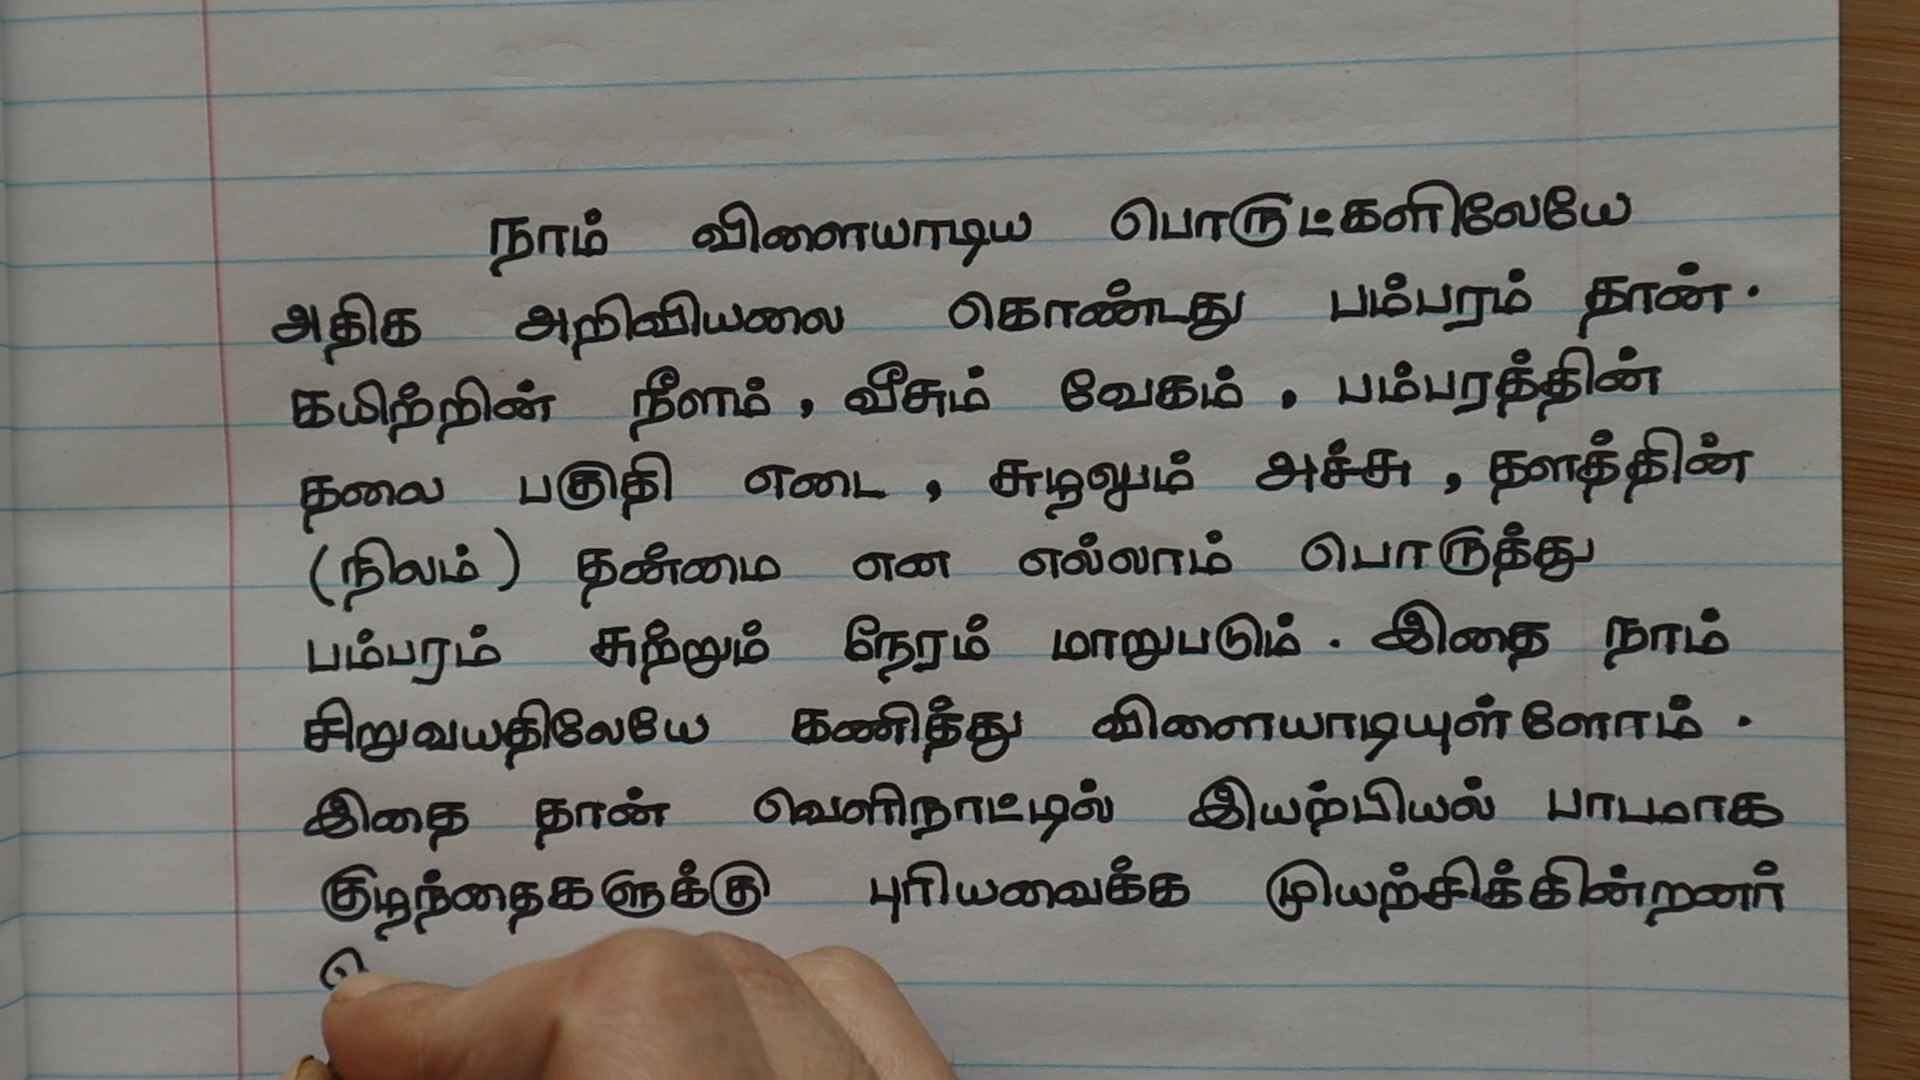 நாம் விளையாடிய பொருட்களிலேயே
அதிக அறிவியலை கொண்டது பம்பரம் தான்.
கயிற்றின் நீளம், வீசும் வேகம், பம்பரத்தின்
தலை பகுதி எடை, சுழலும் அச்சு, தளத்தின்
(நிலம்) தன்மை என எல்லாம் பொருத்து
பம்பரம் சுற்றும் நேரம் மாறுபடும். இதை நாம்
சிறுவயதிலேயே கணித்து விளையாடியுள்ளோம்.
இதை தான் வெளிநாட்டில் இயற்பியல் பாடமாக
குழந்தைகளுக்கு புரியவைக்க முயற்சிக்கின்றனர்